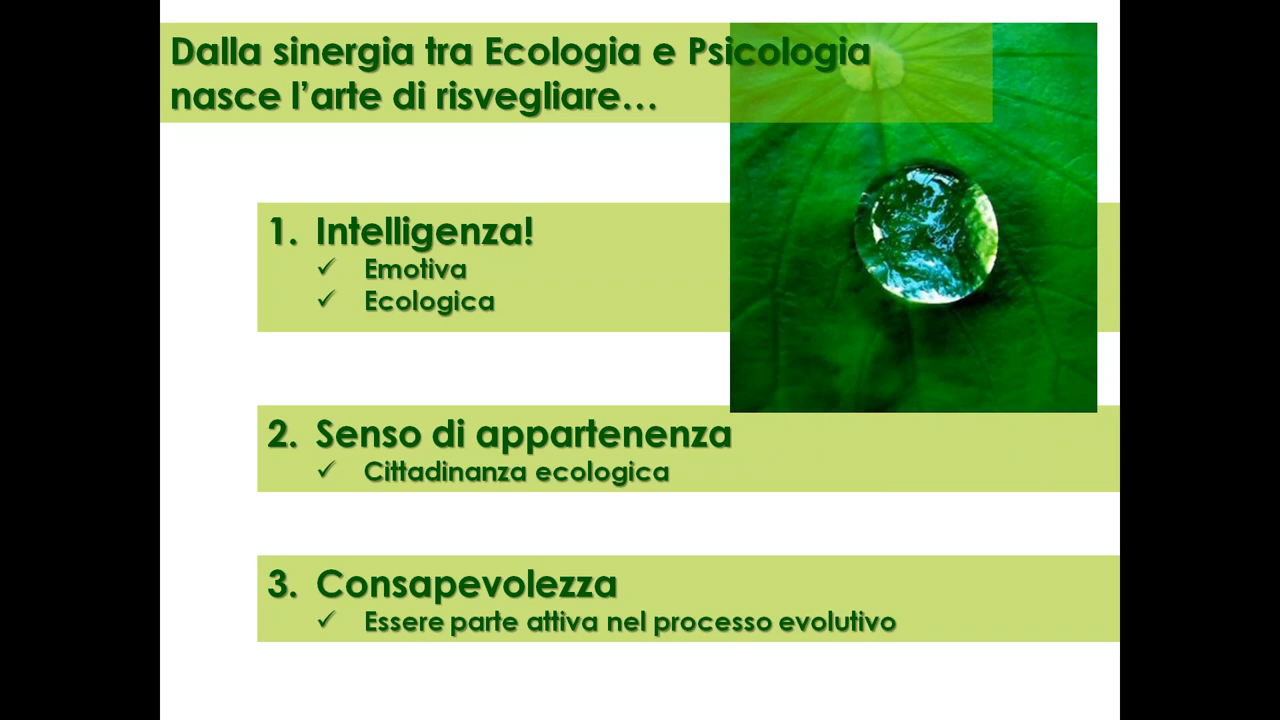 Dalla sinergia tra Ecologia e Psicologia
nasce l’arte di risvegliare…
1. Intelligenza!
✓ Emotiva
✓ Ecologica
2. Senso di appartenenza
✓ Cittadinanza ecologica
3. Consapevolezza
✓ Essere parte attiva nel processo evolutivo